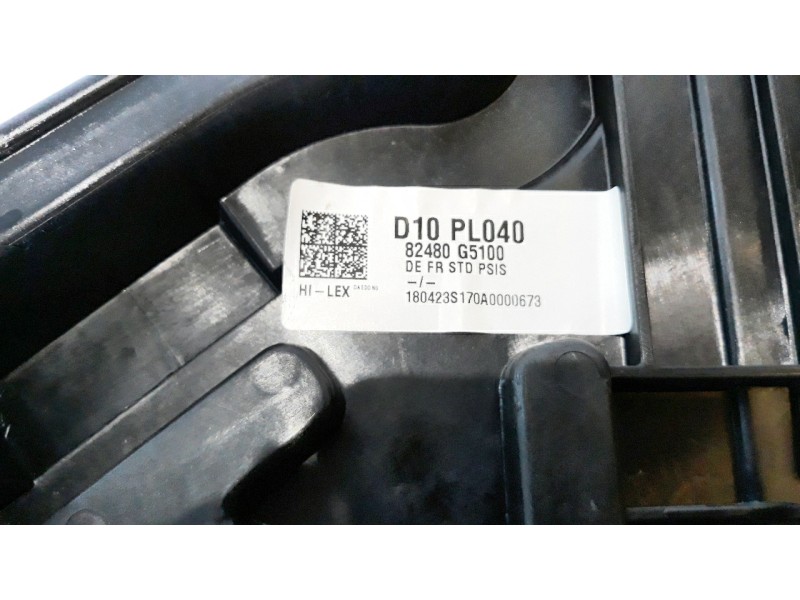 D10 PL040
82480 G5100
DE FR STD PSIS
-/-
HI-LEX
180423S170A0000673